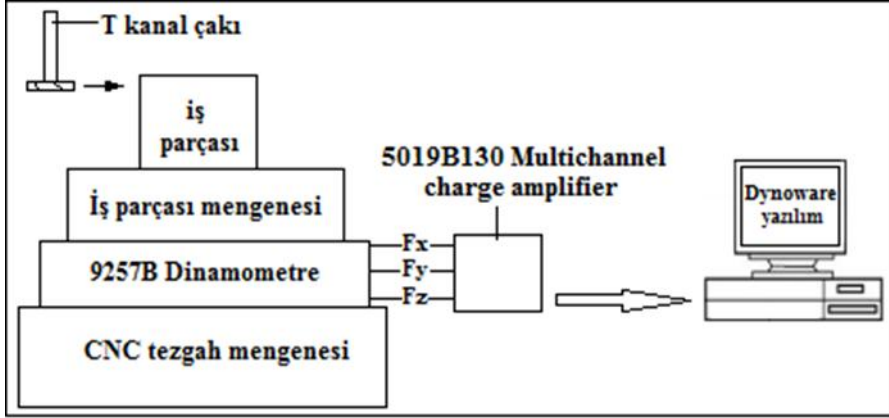 T kanal çakı
iş
parçası
5019B130 Multichannel
charge amplifier
İş parçası mengenesi
Dynoware
yazılım
9257B Dinamometre
Fx
Fy
Fz
CNC tezgah mengenesi